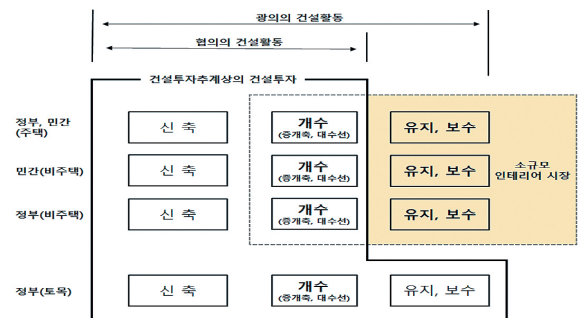 광의의 건설활동
협의의 건설활동
건설투자추계상의 건설투자
정부, 민간
(주택)
신 축
개수
(증개축, 대수선)
유지, 보수
민간(비주택)
신 축
개수
(증개축, 대수선)
유지, 보수
소규모
인테리어 시장
정부(비주택)
신 축
개수
(증개축, 대수선)
유지, 보수
정부(토목)
신 축
개수
(증개축, 대수선)
유지, 보수